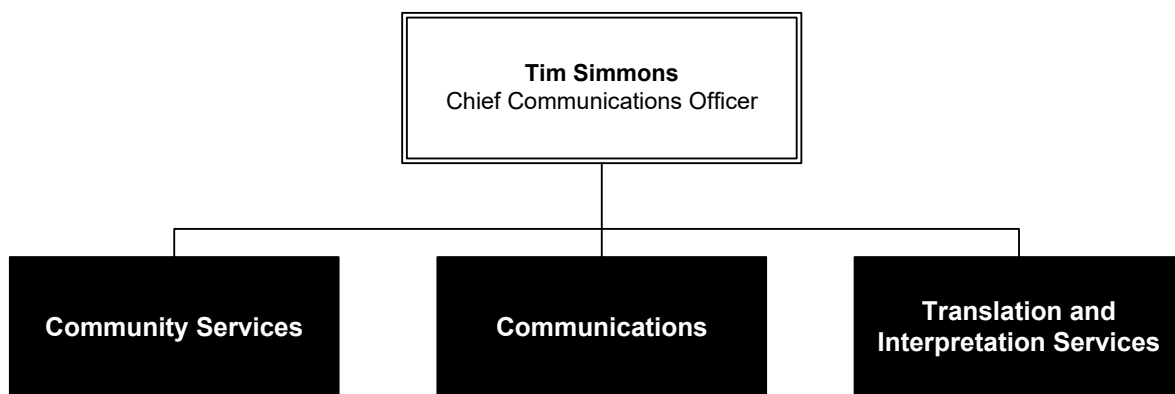 Tim Simmons
Chief Communications Officer
Community Services
Communications
Translation and
Interpretation Services